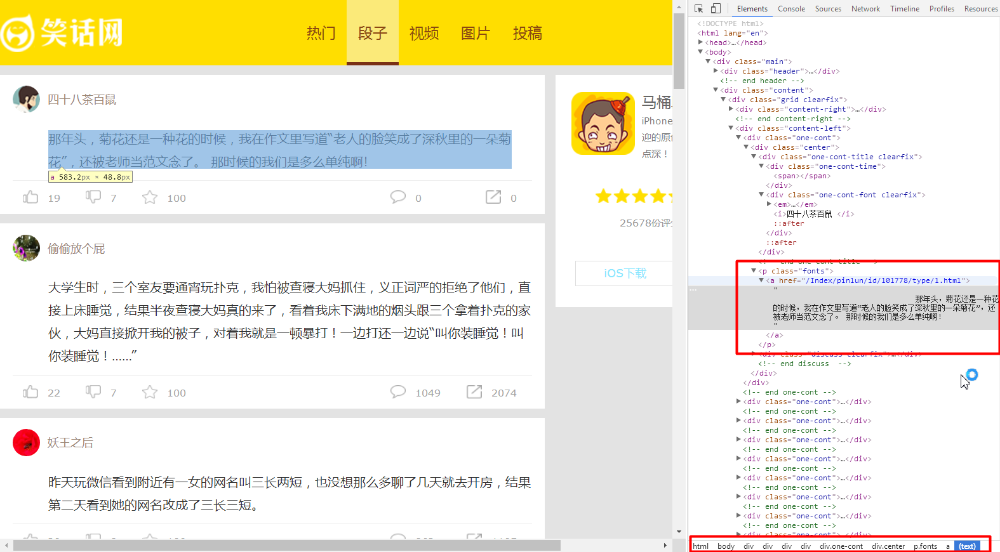 笑话网
热门 段子 视频 图片 投稿
四十八茶百鼠
那年头，菊花还是一种花的时候，我在作文里写道“老人的脸笑成了深秋里的一朵菊
花”，还被老师当范文念了。 那时候的我们是多么单纯啊！
a 583.2px × 48.8px
19 7 100 0 0
偷偷放个屁
大学生时，三个室友要通宵玩扑克，我怕被查寝大妈抓住，义正词严的拒绝了他们，直
接上床睡觉，结果半夜查寝大妈真的来了，看着我床下满地的烟头跟三个拿着扑克的家
伙，大妈直接掀开我的被子，对着我就是一顿暴打！一边打还一边说“叫你装睡觉！叫
你装睡觉！......”
22 7 100 1049 2074
妖王之后
昨天玩微信看到附近有一女的网名叫三长两短，也没想那么多聊了几天就去开房，结果
第二天看到她的网名改成了三长三短。
马桶
iPhone
迎的原
点深！
25678份评
iOS下载
Elements Console Sources Network Timeline Profiles Resources
<!DOCTYPE html>
<html lang="en">
<head>…</head>
<body>
<div class="main">
<div class="header">…</div>
<!-- end header -->
<div class="content">
<div class="grid clearfix">
<div class="content-right">…</div>
<!-- end content-right -->
<div class="content-left">
<div class="one-cont">
<div class="center">
<div class="one-cont-title clearfix">
<div class="one-cont-time">
<span></span>
</div>
<div class="one-cont-font clearfix">
<em>…</em>
<i>四十八茶百鼠 </i>
::after
</div>
::after
</div>
<!-- end one-cont-title -->
<p class="fonts">
<a href="/Index/pinlun/id/101778/type/1.html">
"
那年头，菊花还是一种花
的时候，我在作文里写道“老人的脸笑成了深秋里的一朵菊花”，还
被老师当范文念了。 那时候的我们是多么单纯啊！
"
</a>
</p>
<div class="discuss clearfix">…</div>
<!-- end discuss  -->
</div>
</div>
<!-- end one-cont -->
<div class="one-cont">…</div>
<!-- end one-cont -->
<div class="one-cont">…</div>
<!-- end one-cont -->
<div class="one-cont">…</div>
<!-- end one-cont -->
<div class="one-cont">…</div>
<!-- end one-cont -->
<div class="one-cont">…</div>
<!-- end one-cont -->
<div class="one-cont">…</div>
<!-- end one-cont -->
<div class="one-cont">…</div>
<!-- end one-cont -->
<div class="one-cont">…</div>
html body div div div div div.one-cont div.center p.fonts a (text)